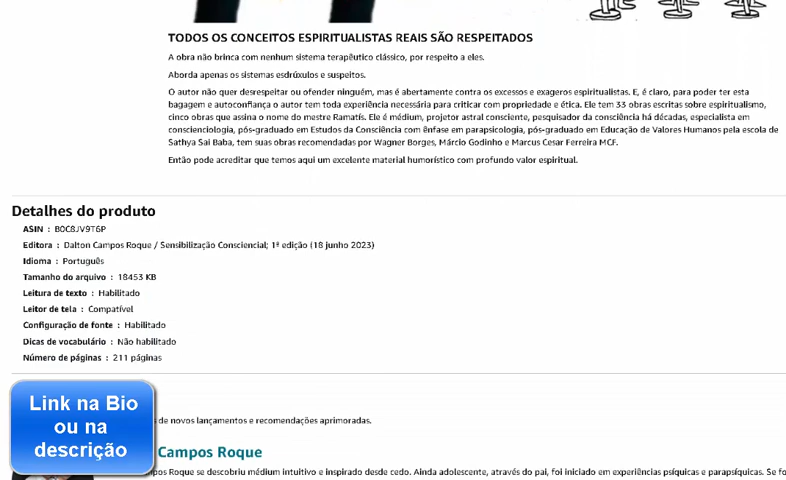 TODOS OS CONCEITOS ESPIRITUALISTAS REAIS SÃO RESPEITADOS
A obra não brinca com nenhum sistema terapêutico clássico, por respeito a eles.
Aborda apenas os sistemas esdrúxulos e suspeitos.
O autor não quer desrespeitar ou ofender ninguém, mas é abertamente contra os excessos e exageros espiritualistas. E, é claro, para poder ter esta
bagagem e autoconfiança o autor tem toda experiência necessária para criticar com propriedade e ética. Ele tem 33 obras escritas sobre espiritualismo,
cinco obras que assina o nome do mestre Ramatís. Ele é médium, projetor astral consciente, pesquisador da consciência há décadas, especialista em
conscienciologia, pós-graduado em Estudos da Consciência com ênfase em parapsicologia, pós-graduado em Educação de Valores Humanos pela escola de
Sathya Sai Baba, tem suas obras recomendadas por Wagner Borges, Márcio Godinho e Marcus Cesar Ferreira MCF.
Então pode acreditar que temos aqui um excelente material humorístico com profundo valor espiritual.
Detalhes do produto
ASIN : B0C8JV9T6P
Editora : Dalton Campos Roque / Sensibilização Consciencial; 1ª edição (18 junho 2023)
Idioma : Português
Tamanho do arquivo : 18453 KB
Leitura de texto : Habilitado
Leitor de tela : Compatível
Configuração de fonte : Habilitado
Dicas de vocabulário : Não habilitado
Número de páginas : 211 páginas
Link na Bio
ou na
descrição
de novos lançamentos e recomendações aprimoradas.
Campos Roque
Roque se descobriu médium intuitivo e inspirado desde cedo. Ainda adolescente, através do pai, foi iniciado em experiências psíquicas e parapsíquicas. Se